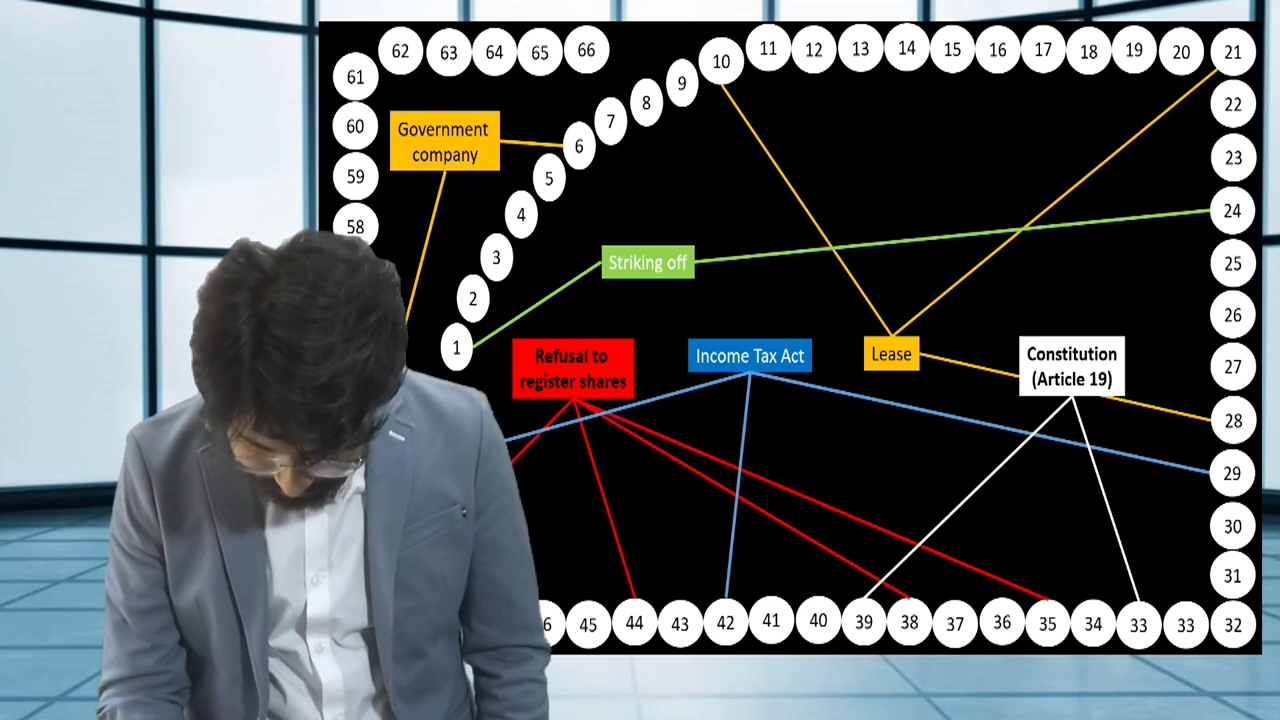 62 63 64 65 66
10 11 12 13 14 15 16 17 18 19 20 21
61
9
8
22
60
Government
company
7
6
23
59
5
58
4
24
3
Striking off
25
2
26
1
Refusal to
register shares
Income Tax Act
Lease
Constitution
(Article 19)
27
28
29
30
31
45 44 43 42 41 40 39 38 37 36 35 34 33 33 32